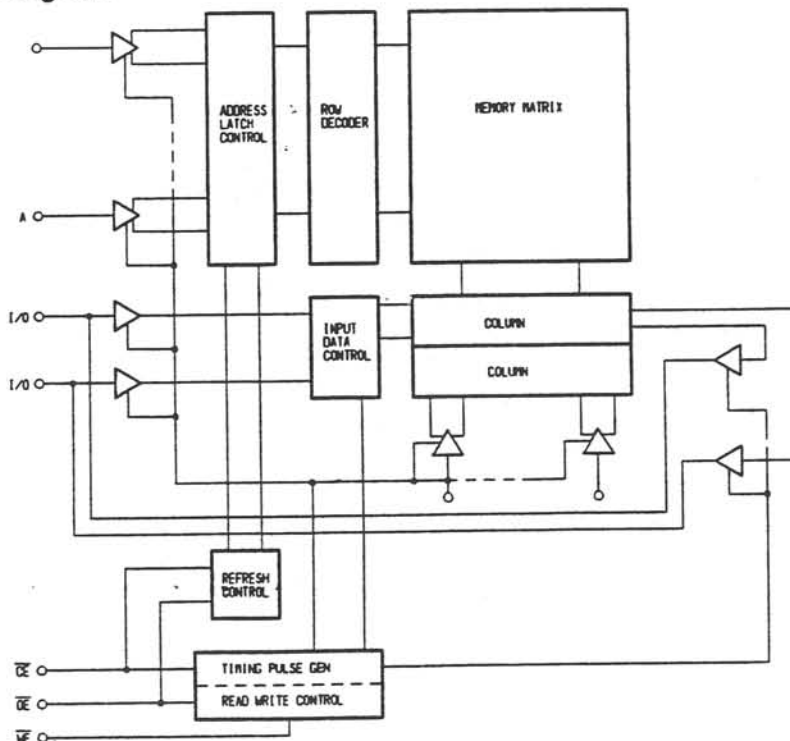 ADDRESS
LATCH
CONTROL
ROW
DECODER
MEMORY MATRIX
A
I/O
I/O
INPUT
DATA
CONTROL
COLUMN
COLUMN
REFRESH
CONTROL
CE
TIMING PULSE GEN
OE
READ WRITE CONTROL
WE